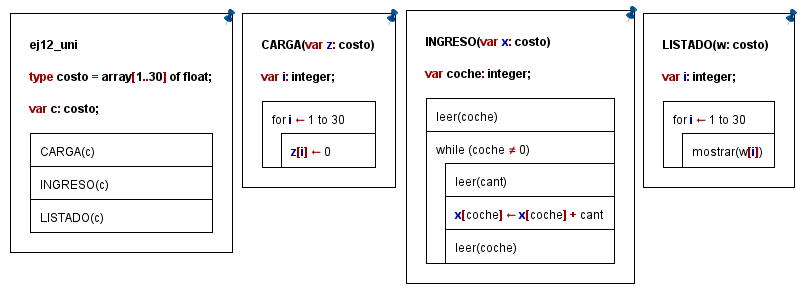 ej12_uni
type costo = array[1..30] of float;
var c: costo;
CARGA(c)
INGRESO(c)
LISTADO(c)
CARGA(var z: costo)
var i: integer;
for i ← 1 to 30
z[i] ← 0
INGRESO(var x: costo)
var coche: integer;
leer(coche)
while (coche ≠ 0)
leer(cant)
x[coche] ← x[coche] + cant
leer(coche)
LISTADO(w: costo)
var i: integer;
for i ← 1 to 30
mostrar(w[i])